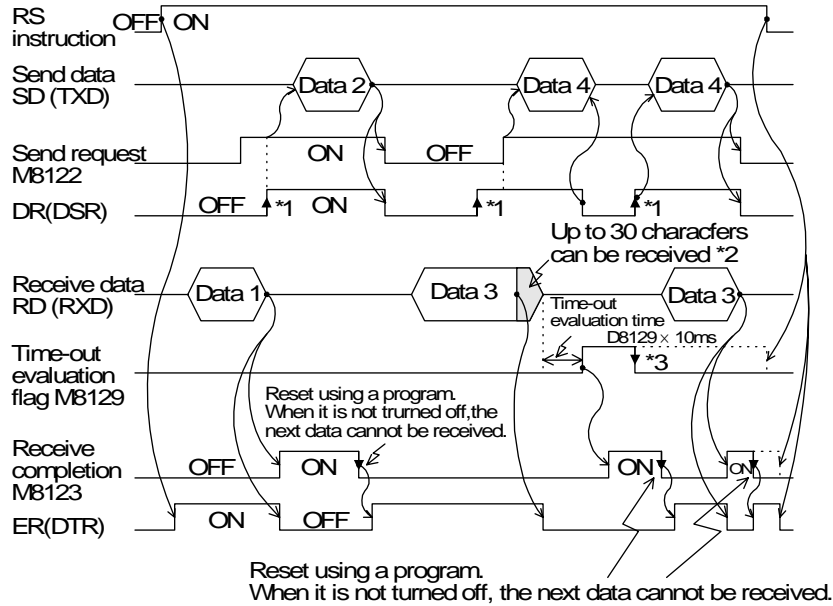 RS
instruction
OFF ON
Send data
SD (TXD)
Data 2
Data 4
Data 4
Send request
M8122
ON
OFF
DR(DSR)
OFF
*1
ON
*1
*1
Up to 30 characfers
can be received *2
Receive data
RD (RXD)
Data 1
Data 3
Data 3
Time-out
evaluation time
D8129 × 10ms
Time-out
evaluation
flag M8129
*3
Reset using a program.
When it is not trurned off,the
next data cannot be received.
Receive
completion
M8123
OFF
ON
ON
ON
ER(DTR)
ON
OFF
Reset using a program.
When it is not turned off, the next data cannot be received.